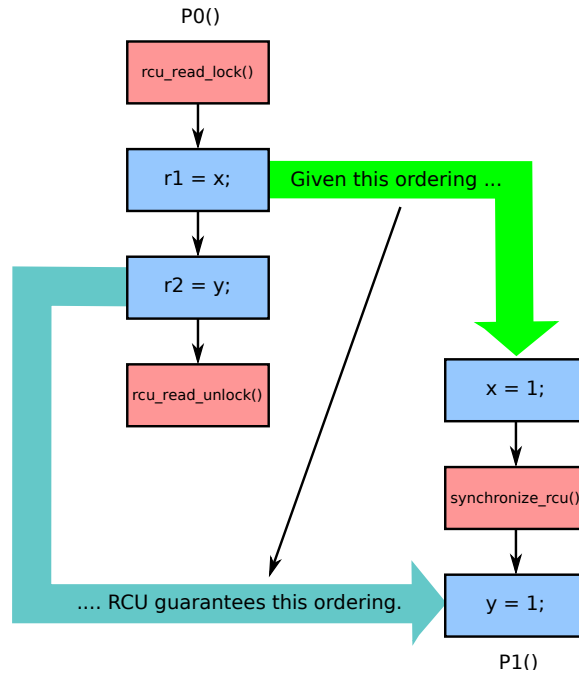 P0()
rcu_read_lock()
r1 = x;
Given this ordering ...
r2 = y;
rcu_read_unlock()
x = 1;
synchronize_rcu()
.... RCU guarantees this ordering.
y = 1;
P1()